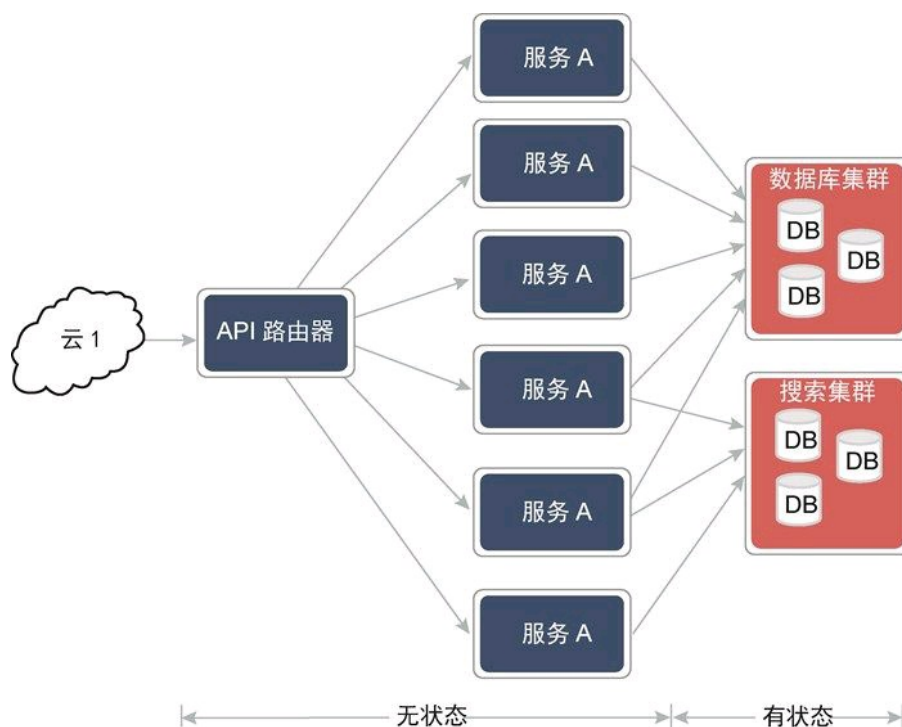 云 1
API 路由器
服务 A
服务 A
服务 A
服务 A
服务 A
服务 A
数据库集群
DB
DB
DB
搜索集群
DB
DB
DB
无状态
有状态